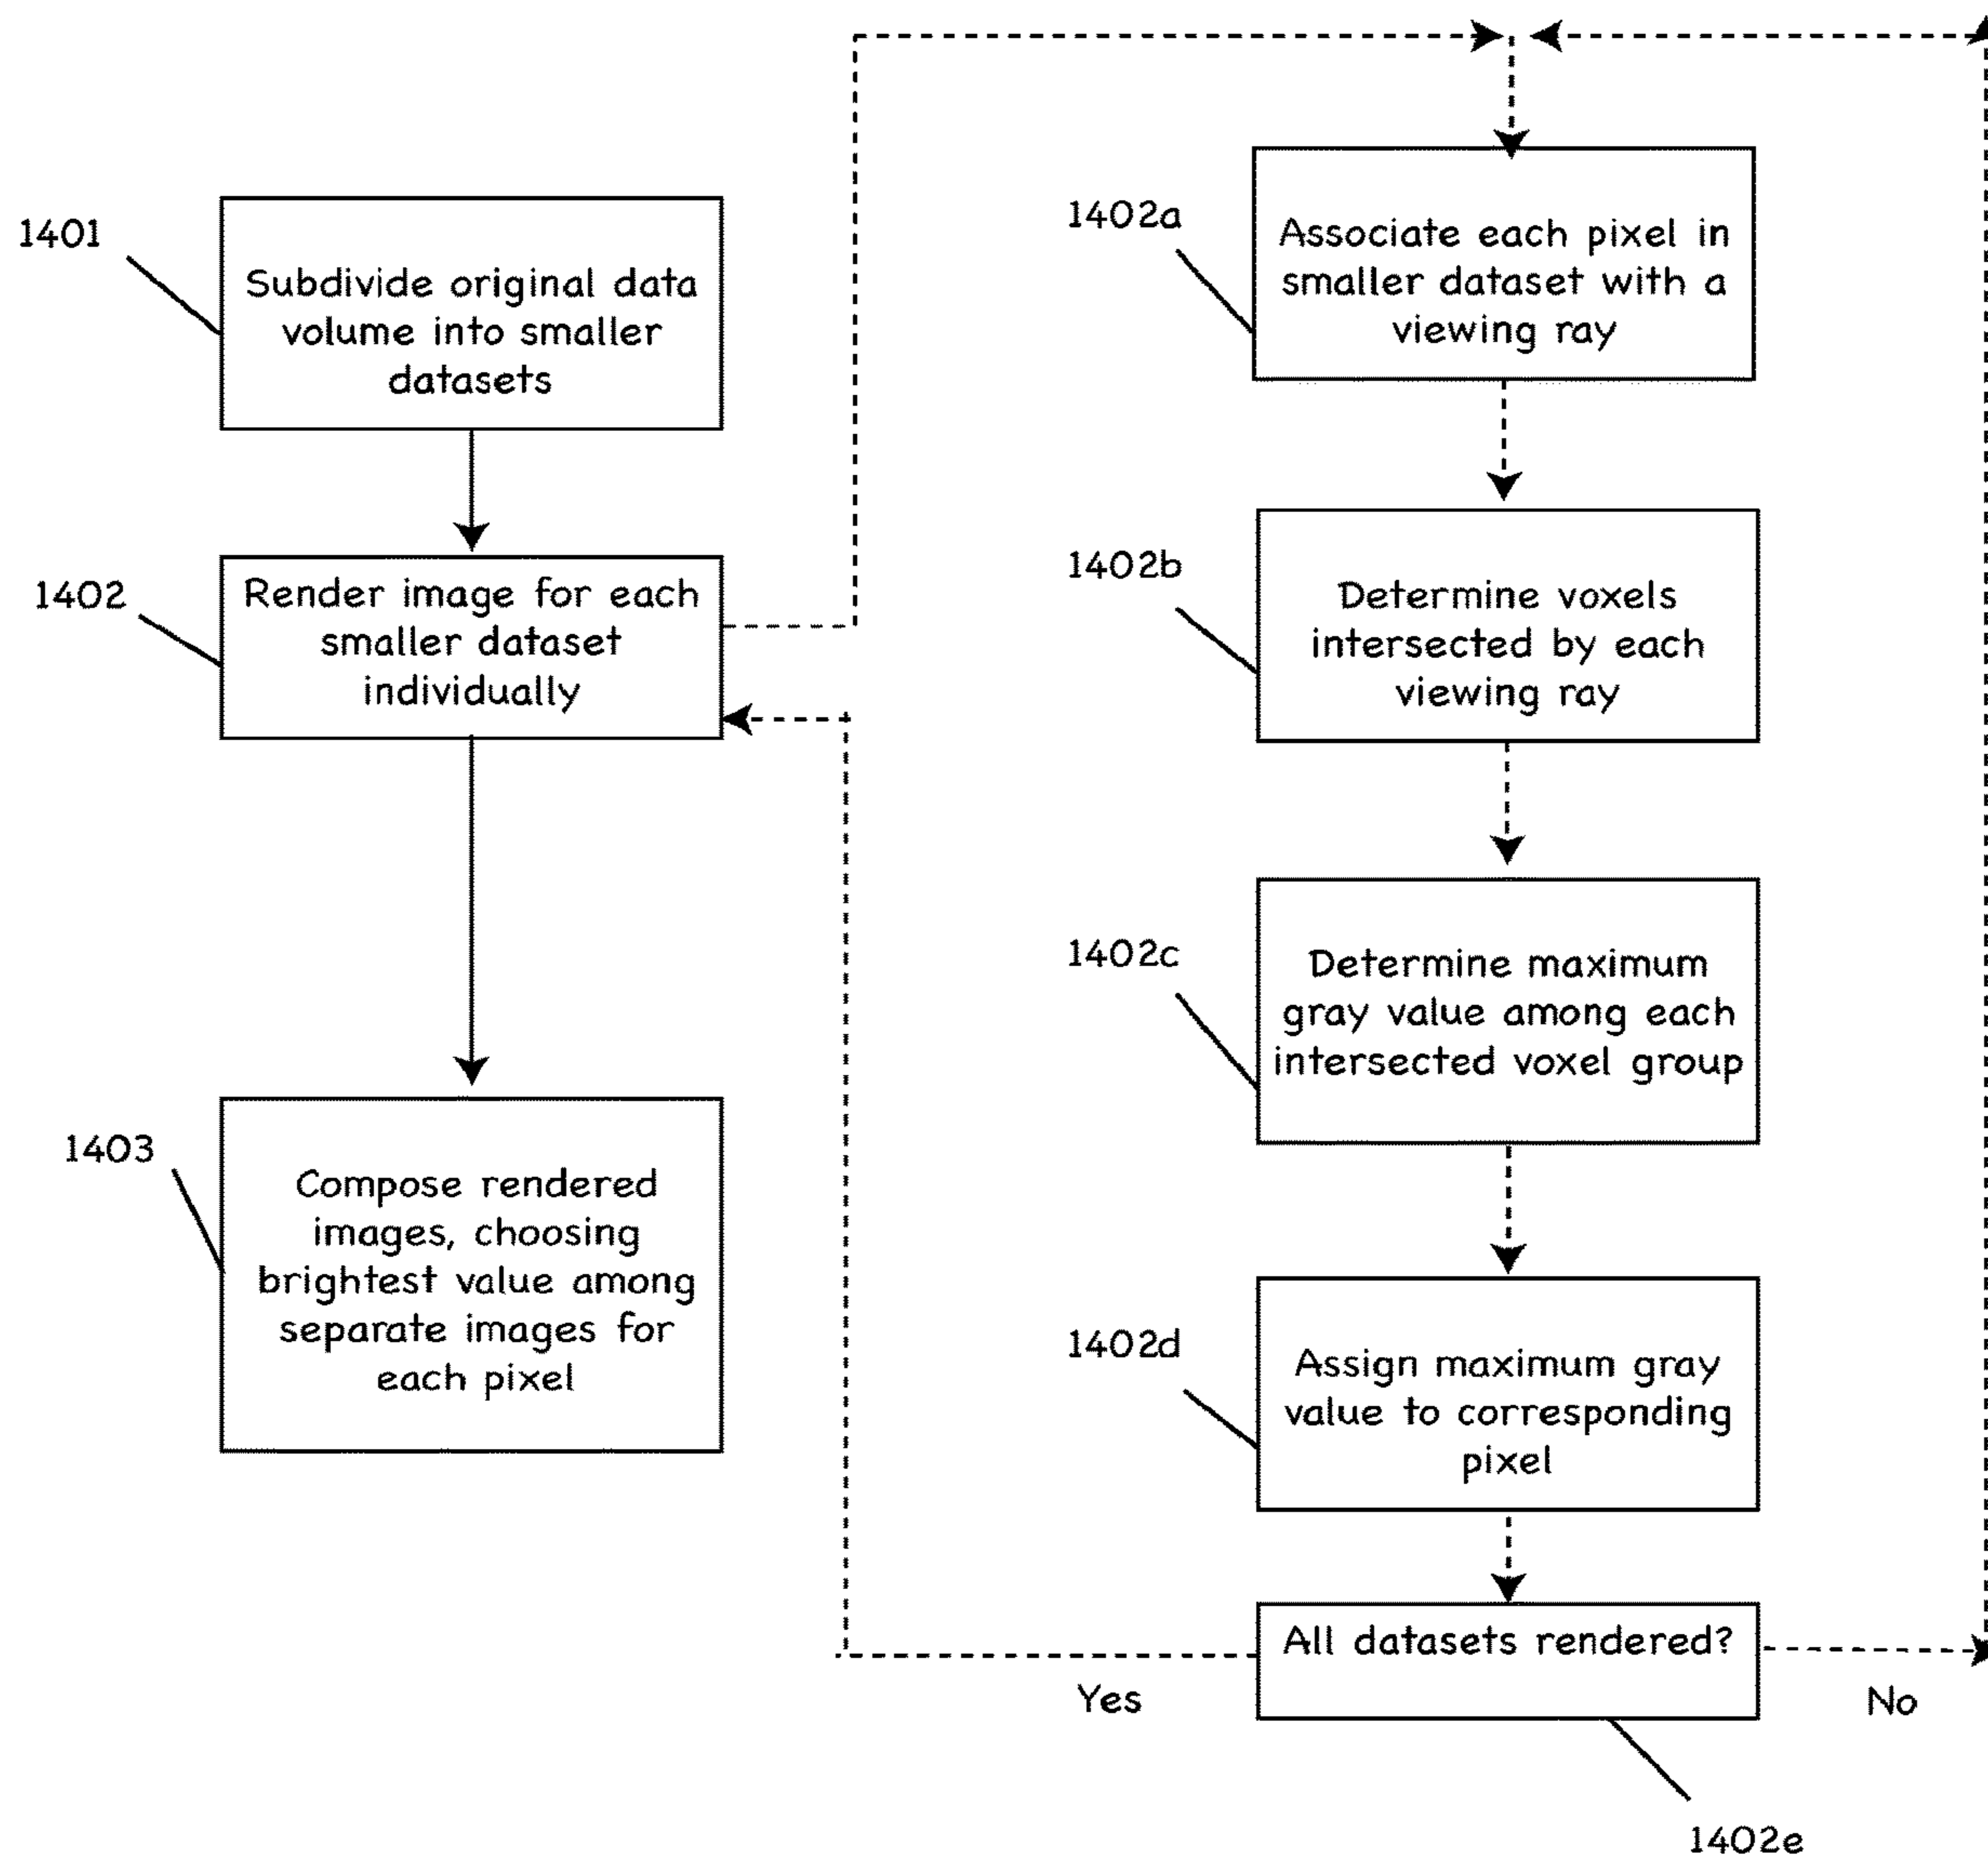 1401
Subdivide original data
volume into smaller
datasets
1402
Render image for each
smaller dataset
individually
1403
Compose rendered
images, choosing
brightest value among
separate images for
each pixel
1402a
Associate each pixel in
smaller dataset with a
viewing ray
1402b
Determine voxels
intersected by each
viewing ray
1402c
Determine maximum
gray value among each
intersected voxel group
1402d
Assign maximum gray
value to corresponding
pixel
All datasets rendered?
Yes
No
1402e